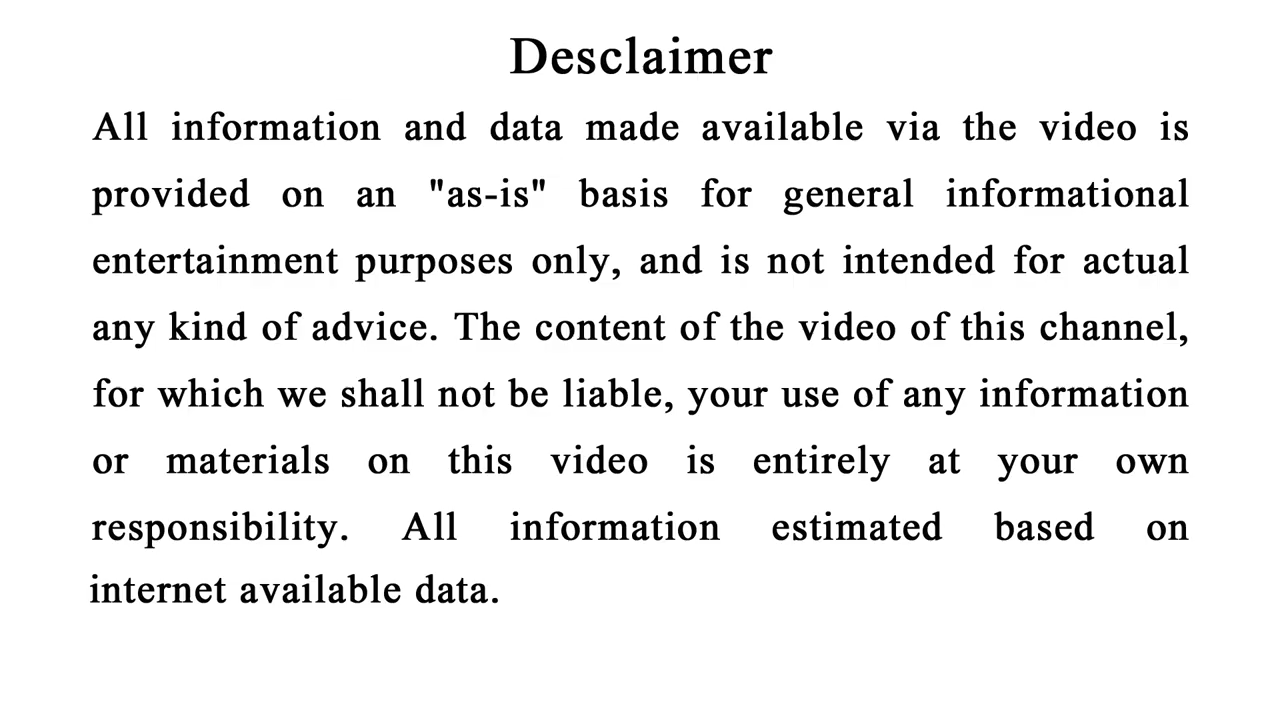 Desclaimer
All information and data made available via the video is
provided on an "as-is" basis for general informational
entertainment purposes only, and is not intended for actual
any kind of advice. The content of the video of this channel,
for which we shall not be liable, your use of any information
or materials on this video is entirely at your own
responsibility. All information estimated based on
internet available data.